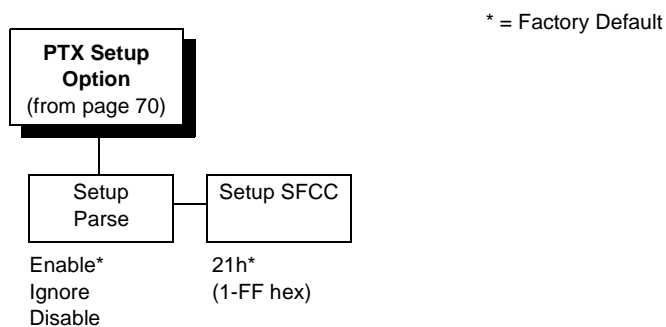 * = Factory Default
PTX Setup
Option
(from page 70)
Setup
Parse
Setup SFCC
Enable*
Ignore
Disable
21h*
(1-FF hex)